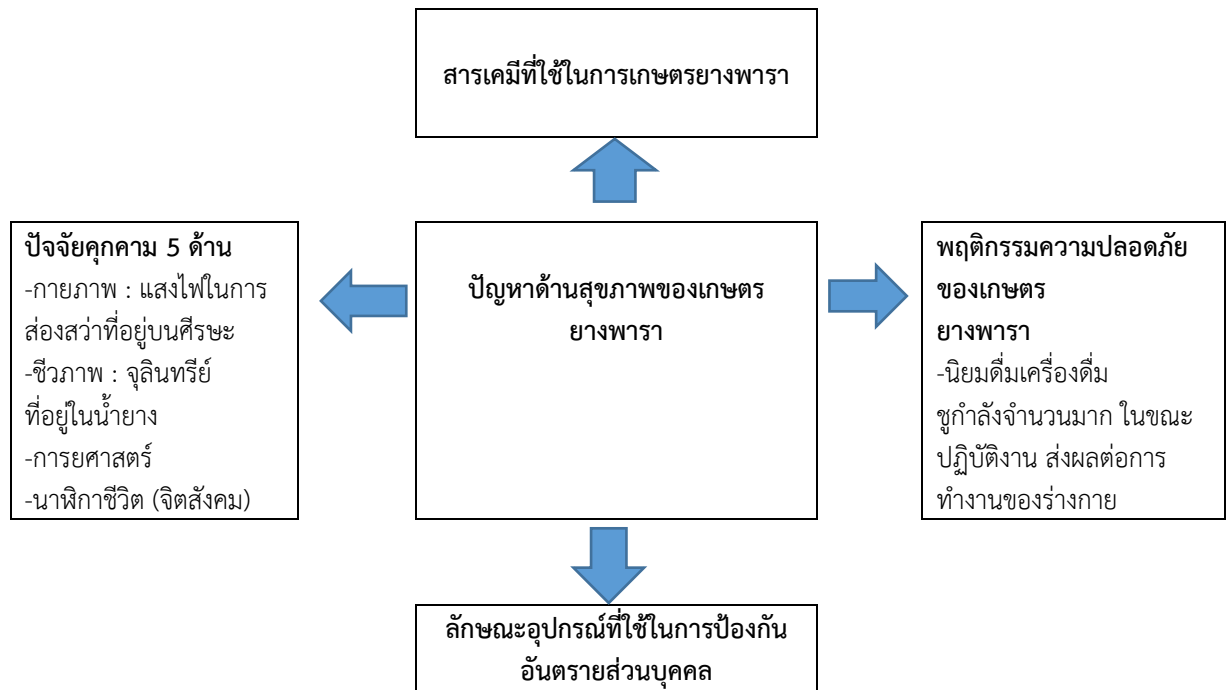 สารเคมีที่ใช้ในการเกษตรยางพารา
ปัจจัยคุกคาม 5 ด้าน
-กายภาพ : แสงไฟในการ
ส่องสว่าที่อยู่บนศีรษะ
-ชีวภาพ : จุลินทรีย์
ที่อยู่ในน้ำยาง
-การยศาสตร์
-นาฬิกาชีวิต (จิตสังคม)
ปัญหาด้านสุขภาพของเกษตร
ยางพารา
พฤติกรรมความปลอดภัย
ของเกษตร
ยางพารา
-นิยมดื่มเครื่องดื่ม
ชูกำลังจำนวนมาก ในขณะ
ปฏิบัติงาน ส่งผลต่อการ
ทำงานของร่างกาย
ลักษณะอุปกรณ์ที่ใช้ในการป้องกัน
อันตรายส่วนบุคคล